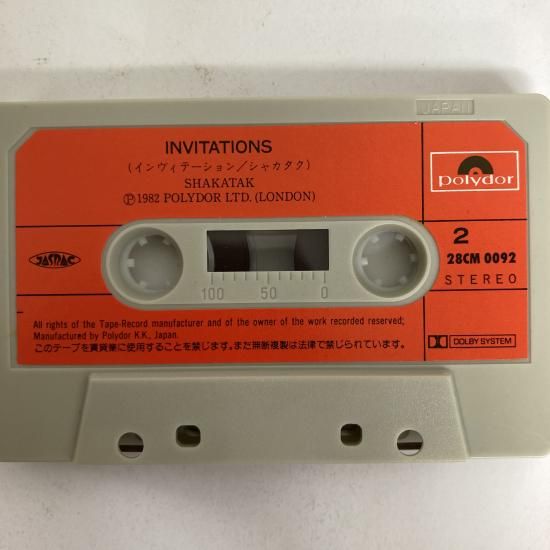 JAPAN
INVITATIONS
(インヴィテーション/シャカタク)
SHAKATAK
Ⓟ1982 POLYDOR LTD. (LONDON)
polydor
JASRAC
2
28CM 0092
STEREO
100 50 0
All rights of the Tape-Record manufacturer and of the owner of the work recorded reserved;
Manufactured by Polydor K.K., Japan.
このテープを賃貸業に使用することを禁じます。また無断複製は法律で禁じられています。
DOLBY SYSTEM